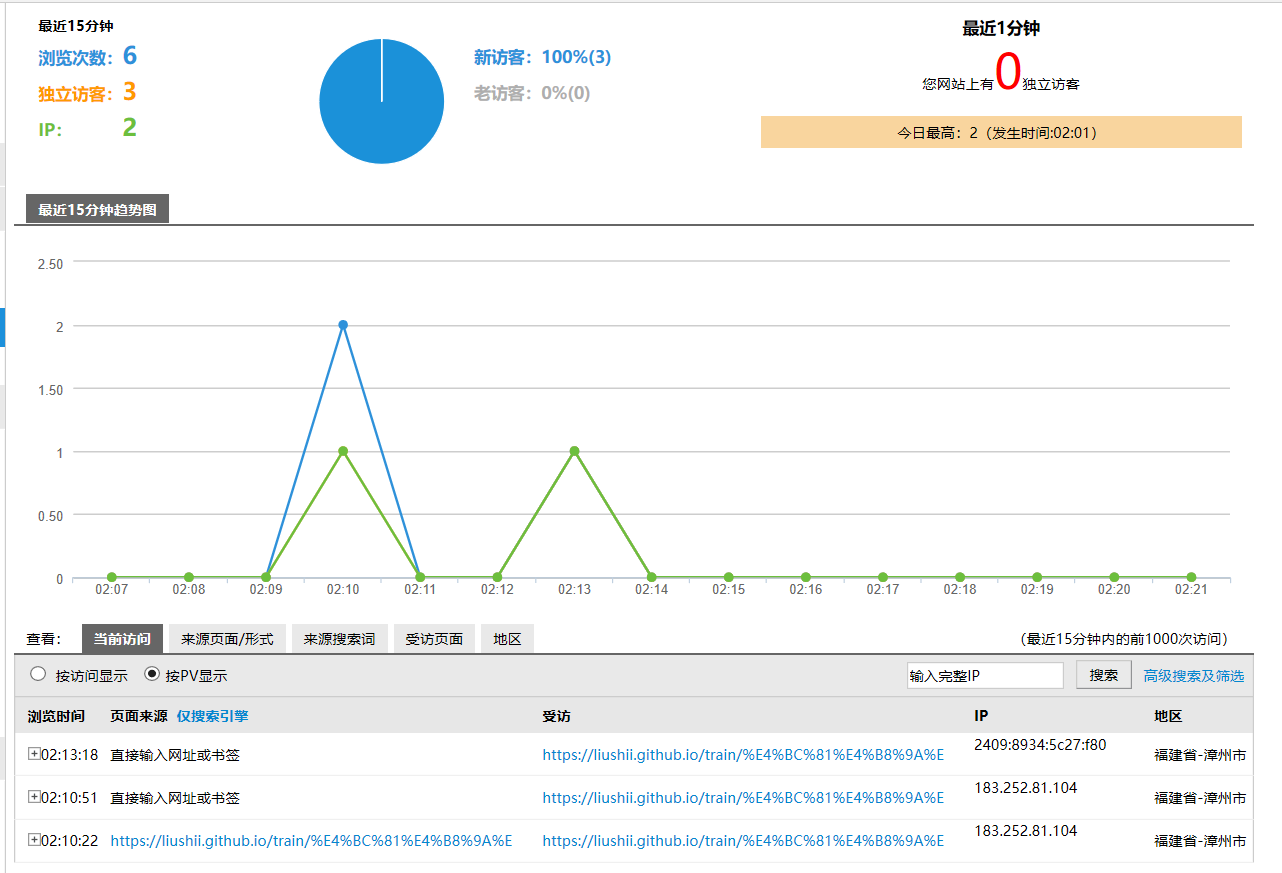 最近15分钟
浏览次数：6
独立访客：3
IP：2
新访客：100%(3)
老访客：0%(0)
最近1分钟
您网站上有0独立访客
今日最高：2（发生时间:02:01）
最近15分钟趋势图
2.50
2
1.50
1
0.50
0
02:07 02:08 02:09 02:10 02:11 02:12 02:13 02:14 02:15 02:16 02:17 02:18 02:19 02:20 02:21
查看： 当前访问 来源页面/形式 来源搜索词 受访页面 地区 （最近15分钟内的前1000次访问）
按访问显示 按PV显示 输入完整IP 搜索 高级搜索及筛选
浏览时间 页面来源 仅搜索引擎 受访 IP 地区
02:13:18 直接输入网址或书签 https://liushii.github.io/train/%E4%BC%81%E4%B8%9A%E 2409:8934:5c27:f80 福建省-漳州市
02:10:51 直接输入网址或书签 https://liushii.github.io/train/%E4%BC%81%E4%B8%9A%E 183.252.81.104 福建省-漳州市
02:10:22 https://liushii.github.io/train/%E4%BC%81%E4%B8%9A%E https://liushii.github.io/train/%E4%BC%81%E4%B8%9A%E 183.252.81.104 福建省-漳州市